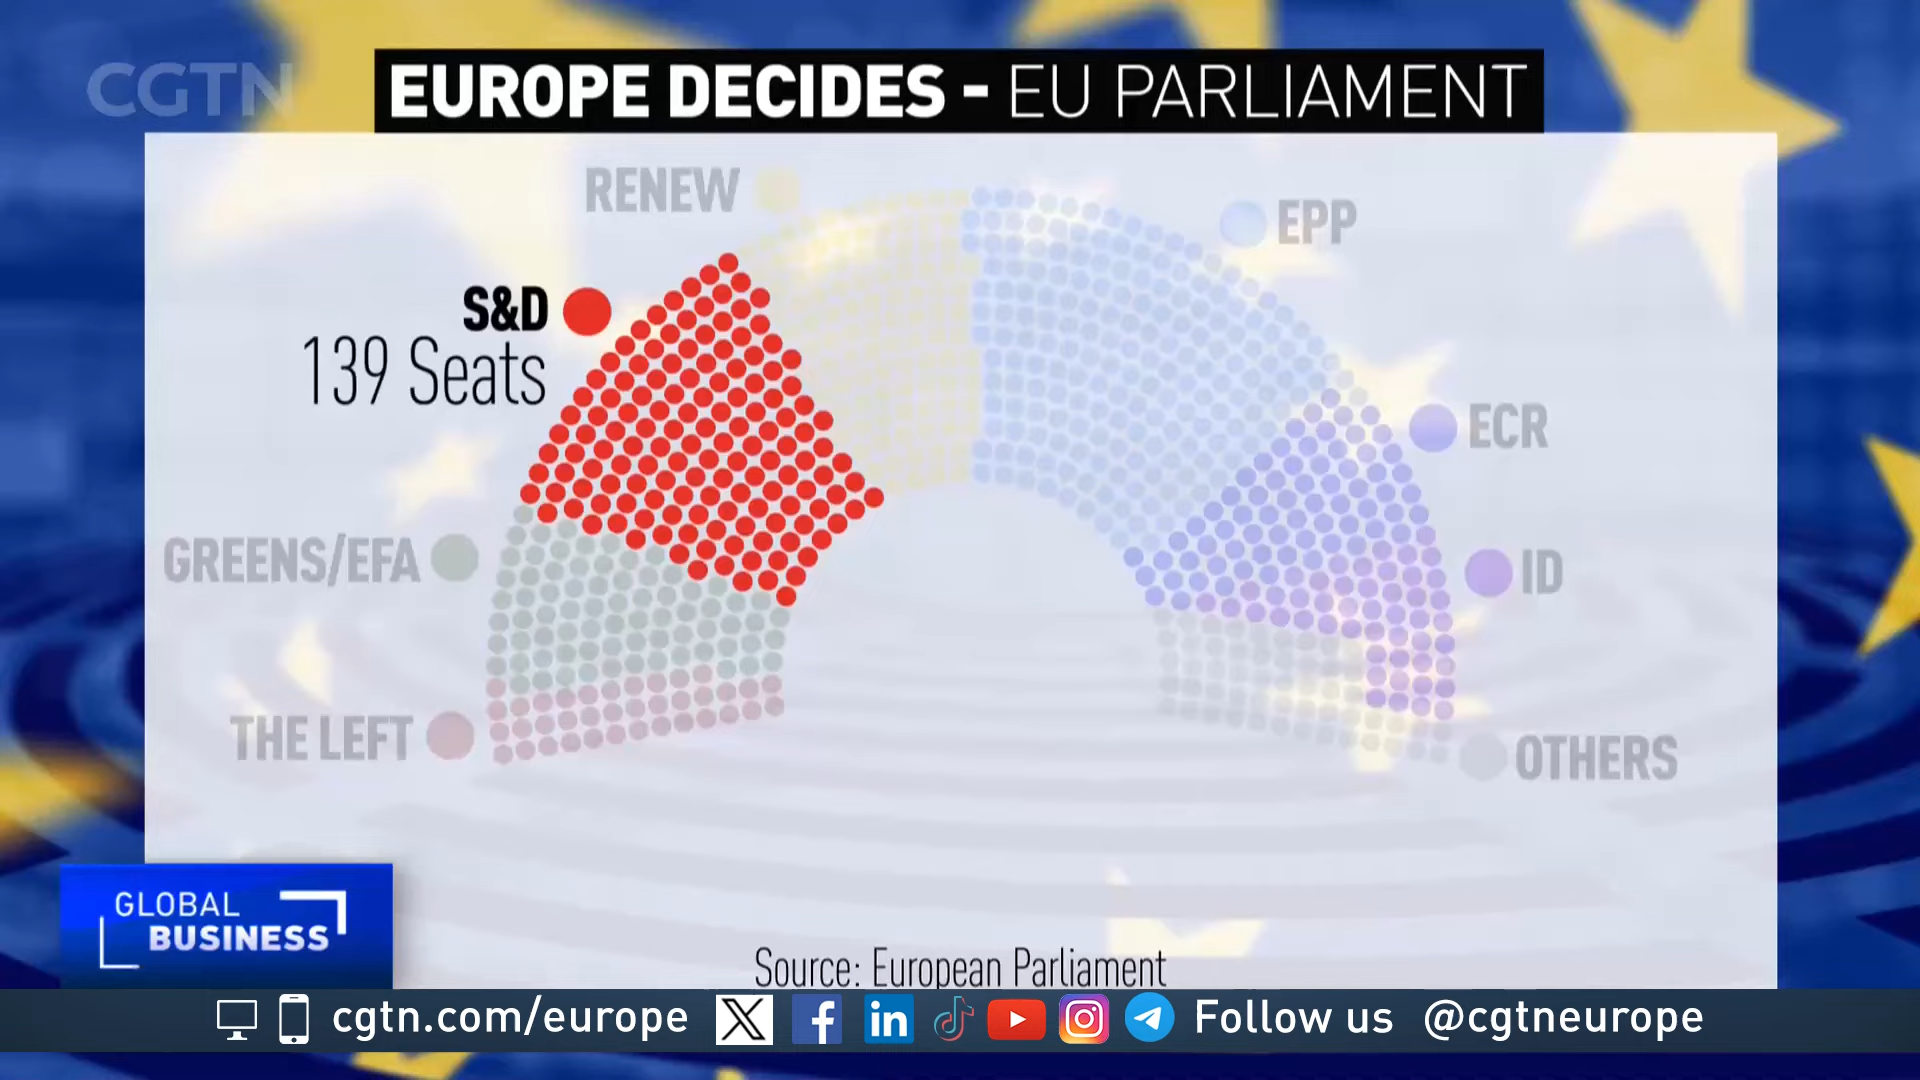 CGTN
EUROPE DECIDES - EU PARLIAMENT
RENEW
EPP
S&D
139 Seats
ECR
GREENS/EFA
ID
THE LEFT
OTHERS
GLOBAL
BUSINESS
Source: European Parliament
cgtn.com/europe
Follow us @cgtneurope